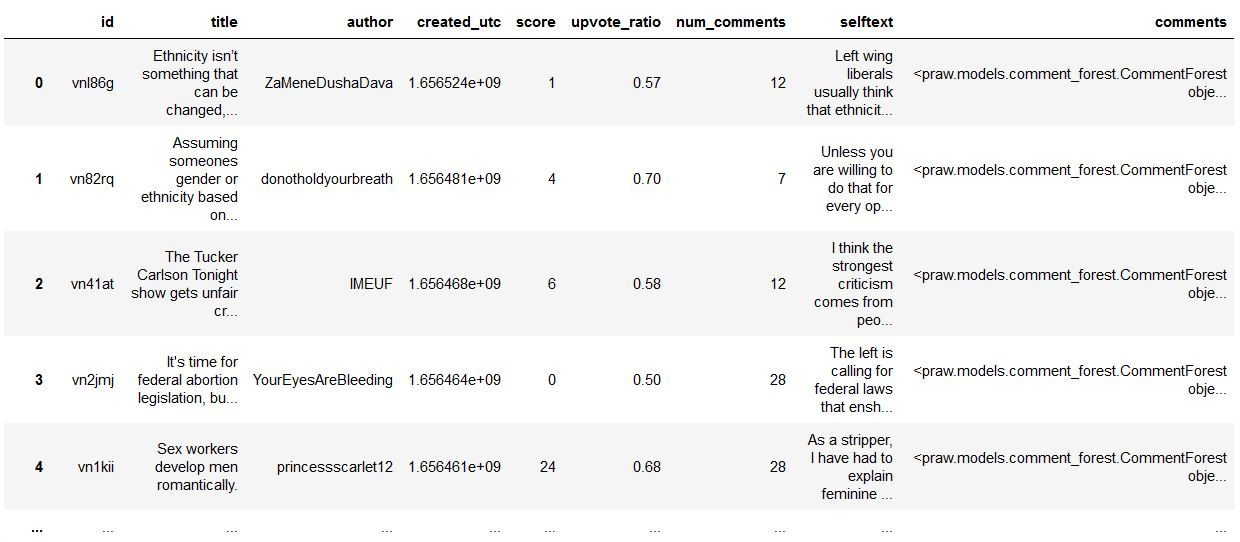 id title author created_utc score upvote_ratio num_comments selftext comments
0 vnl86g Ethnicity isn’t something that can be changed,... ZaMeneDushaDava 1.656524e+09 1 0.57 12 Left wing liberals usually think that ethnicit... <praw.models.comment_forest.CommentForest obje...
1 vn82rq Assuming someones gender or ethnicity based on... donotholdyourbreath 1.656481e+09 4 0.70 7 Unless you are willing to do that for every op... <praw.models.comment_forest.CommentForest obje...
2 vn41at The Tucker Carlson Tonight show gets unfair cr... IMEUF 1.656468e+09 6 0.58 12 I think the strongest criticism comes from peo... <praw.models.comment_forest.CommentForest obje...
3 vn2jmj It's time for federal abortion legislation, bu... YourEyesAreBleeding 1.656464e+09 0 0.50 28 The left is calling for federal laws that ensh... <praw.models.comment_forest.CommentForest obje...
4 vn1kii Sex workers develop men romantically. princessscarlet12 1.656461e+09 24 0.68 28 As a stripper, I have had to explain feminine ... <praw.models.comment_forest.CommentForest obje...
... ... ... ... ... ... ... ... ... ...